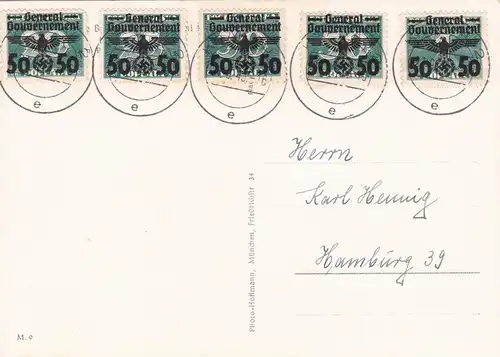 General Gouvernement 50 50
General Gouvernement 50 50
General Gouvernement 50 50
General Gouvernement 50 50
General Gouvernement 50 50
e e e e e
Herrn
Karl Hennig
Hamburg 39
Photo-Hoffmann, München, Friedrichstr 34
M. 9